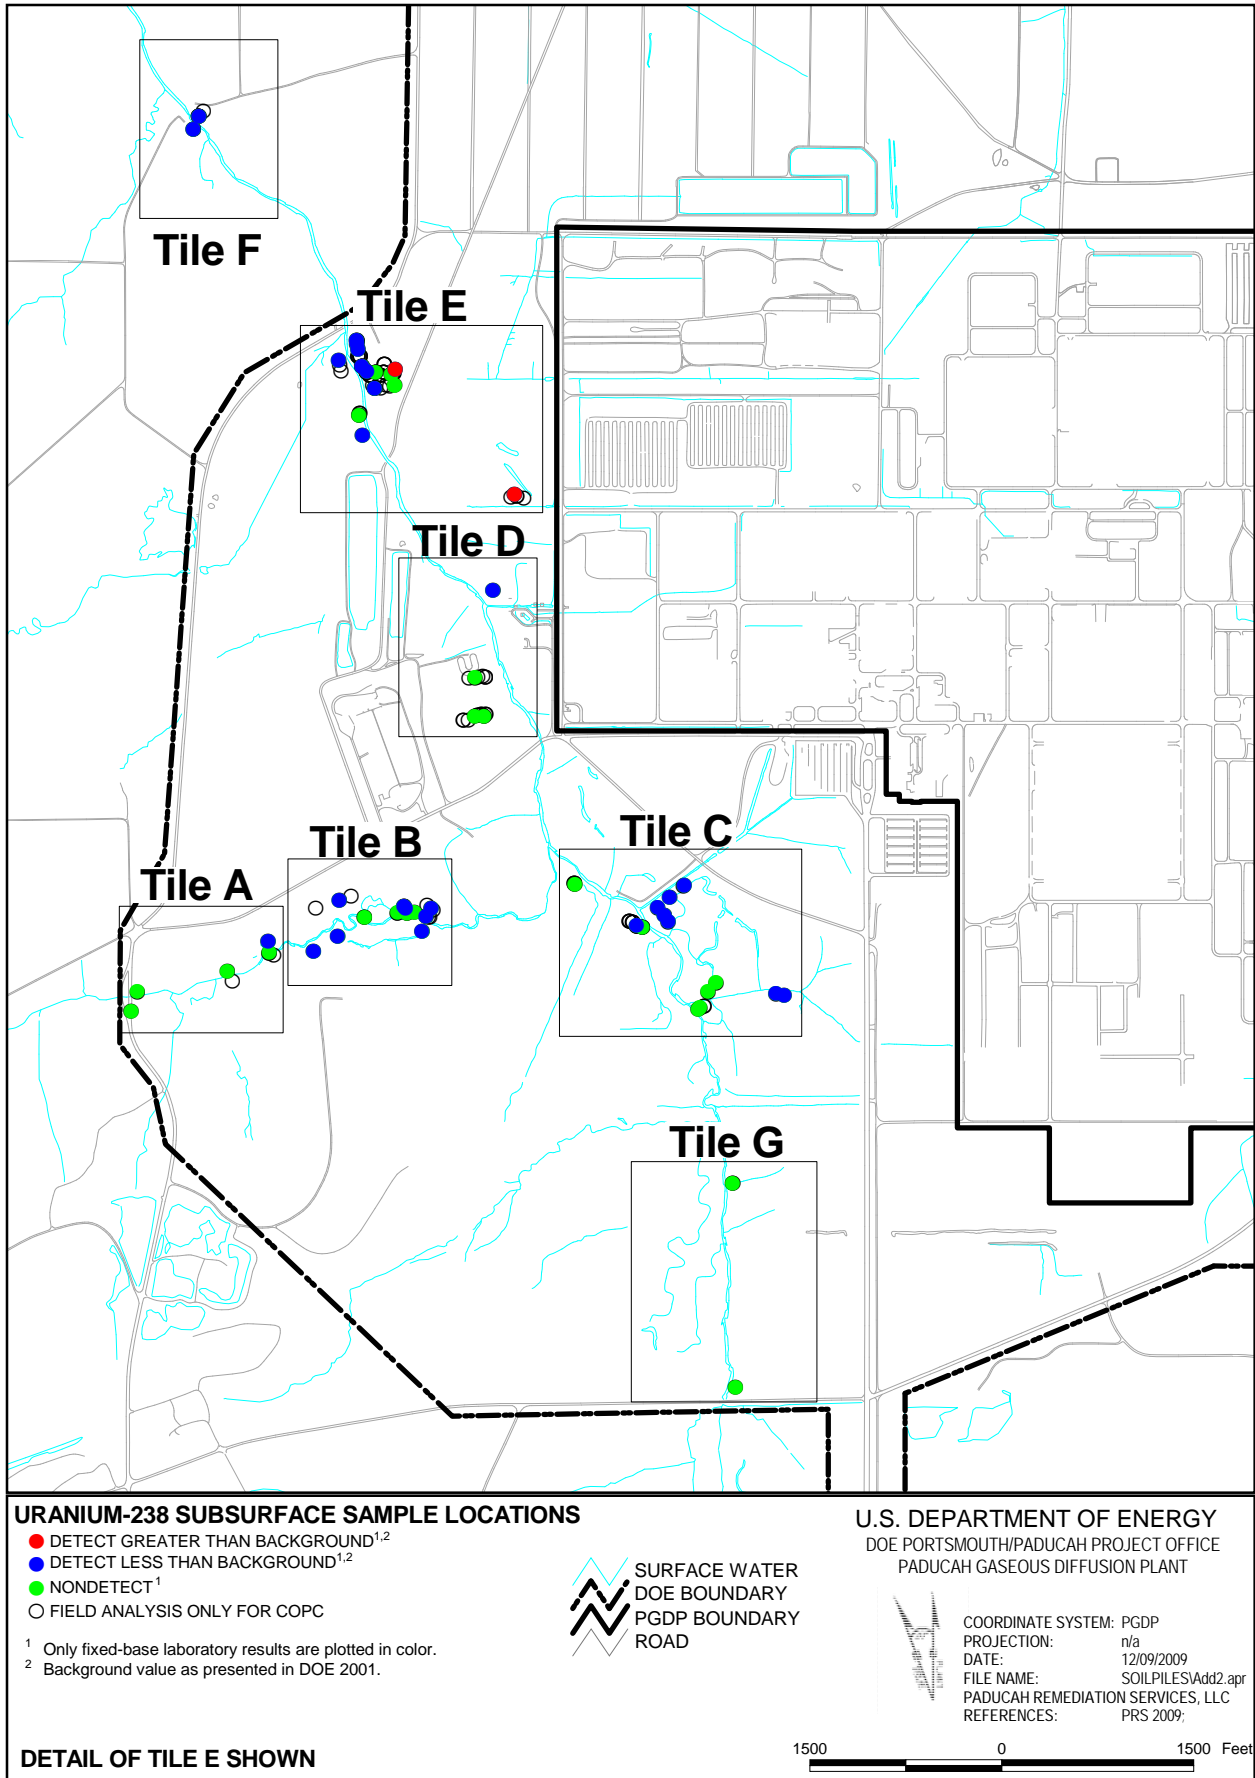 Tile F
Tile E
Tile D
Tile C
Tile B
Tile A
Tile G
URANIUM-238 SUBSURFACE SAMPLE LOCATIONS
DETECT GREATER THAN BACKGROUND1,2
DETECT LESS THAN BACKGROUND1,2
NONDETECT1
FIELD ANALYSIS ONLY FOR COPC
1 Only fixed-base laboratory results are plotted in color.
2 Background value as presented in DOE 2001.
DETAIL OF TILE E SHOWN
SURFACE WATER
DOE BOUNDARY
PGDP BOUNDARY
ROAD
U.S. DEPARTMENT OF ENERGY
DOE PORTSMOUTH/PADUCAH PROJECT OFFICE
PADUCAH GASEOUS DIFFUSION PLANT
COORDINATE SYSTEM: PGDP
PROJECTION: n/a
DATE: 12/09/2009
FILE NAME: SOILPILES\Add2.apr
PADUCAH REMEDIATION SERVICES, LLC
REFERENCES: PRS 2009;
1500 0 1500 Feet